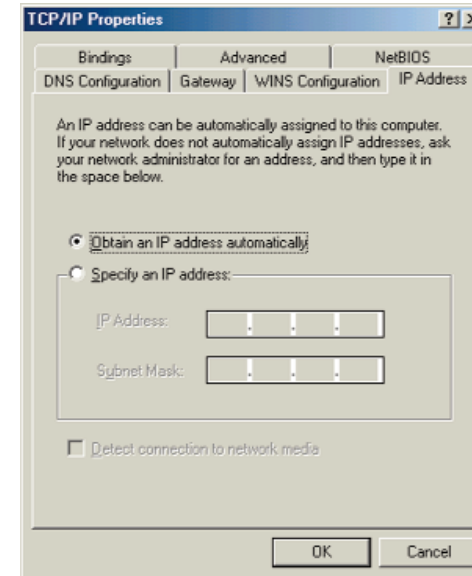 TCP/IP Properties
Bindings Advanced NetBIOS
DNS Configuration Gateway WINS Configuration IP Address
An IP address can be automatically assigned to this computer.
If your network does not automatically assign IP addresses, ask
your network administrator for an address, and then type it in
the space below.
Obtain an IP address automatically
Specify an IP address:
IP Address:
Subnet Mask:
Detect connection to network media
OK Cancel